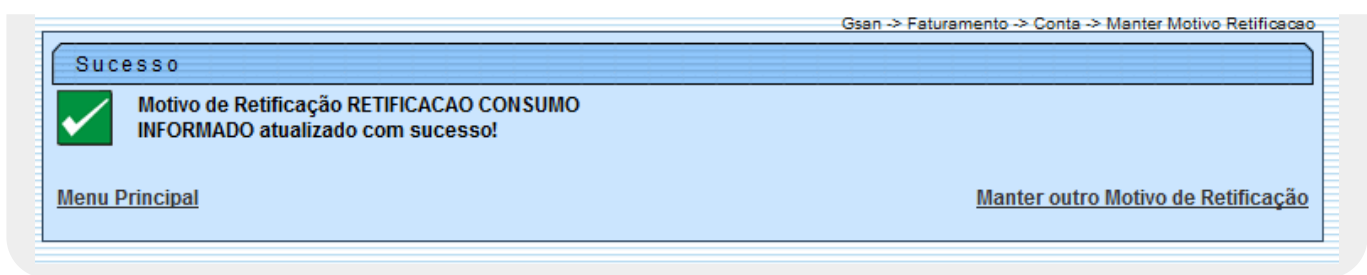 Gsan -> Faturamento -> Conta -> Manter Motivo Retificacao
Sucesso
Motivo de Retificação RETIFICACAO CONSUMO
INFORMADO atualizado com sucesso!
Menu Principal
Manter outro Motivo de Retificação